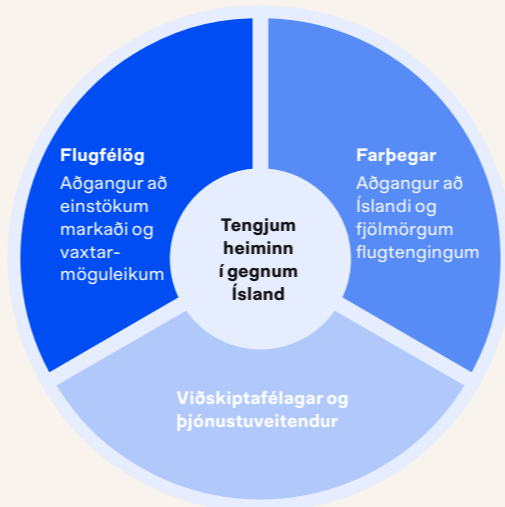 Flugfélög
Aðgangur að
einstökum
markaði og
vaxtar-
möguleikum
Farþegar
Aðgangur að
Íslandi og
fjölmörgum
flugtengingum
Tengjum
heiminn
í gegnum
Ísland
Viðskiptafélagar og
þjónustuveitendur